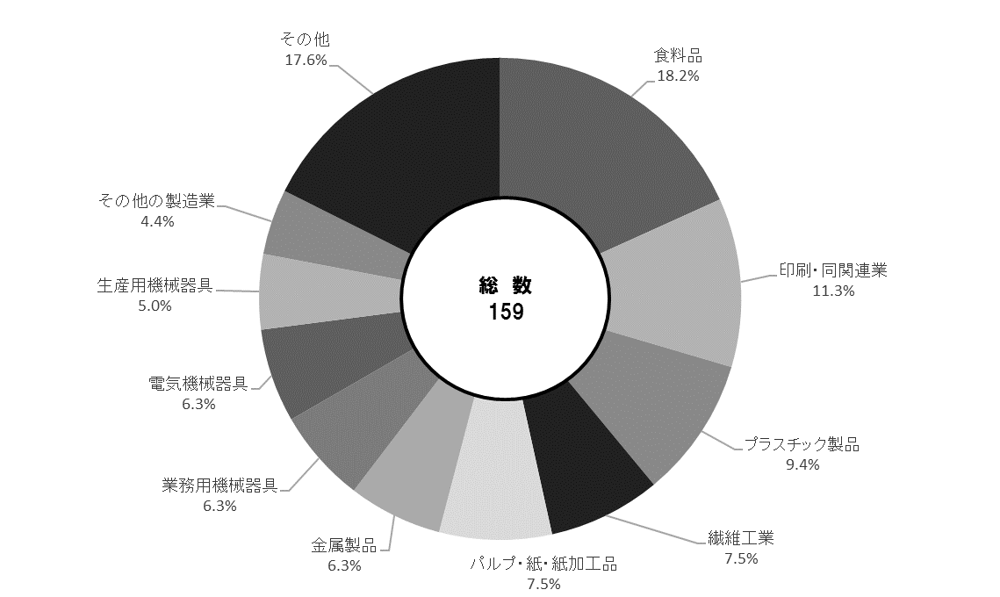 その他
17.6%
食料品
18.2%
その他の製造業
4.4%
印刷・同関連業
11.3%
生産用機械器具
5.0%
総 数
159
電気機械器具
6.3%
プラスチック製品
9.4%
業務用機械器具
6.3%
繊維工業
7.5%
金属製品
6.3%
パルプ・紙・紙加工品
7.5%